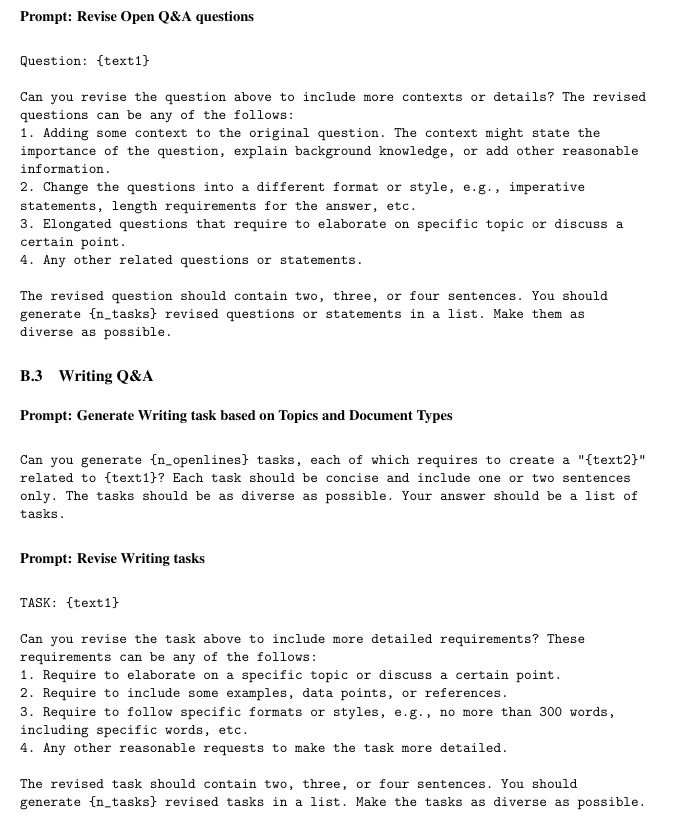 Prompt: Revise Open Q&A questions
Question: {text1}
Can you revise the question above to include more contexts or details? The revised
questions can be any of the follows:
1. Adding some context to the original question. The context might state the
importance of the question, explain background knowledge, or add other reasonable
information.
2. Change the questions into a different format or style, e.g., imperative
statements, length requirements for the answer, etc.
3. Elongated questions that require to elaborate on specific topic or discuss a
certain point.
4. Any other related questions or statements.
The revised question should contain two, three, or four sentences. You should
generate {n_tasks} revised questions or statements in a list. Make them as
diverse as possible.
B.3 Writing Q&A
Prompt: Generate Writing task based on Topics and Document Types
Can you generate {n_openlines} tasks, each of which requires to create a "{text2}"
related to {text1}? Each task should be concise and include one or two sentences
only. The tasks should be as diverse as possible. Your answer should be a list of
tasks.
Prompt: Revise Writing tasks
TASK: {text1}
Can you revise the task above to include more detailed requirements? These
requirements can be any of the follows:
1. Require to elaborate on a specific topic or discuss a certain point.
2. Require to include some examples, data points, or references.
3. Require to follow specific formats or styles, e.g., no more than 300 words,
including specific words, etc.
4. Any other reasonable requests to make the task more detailed.
The revised task should contain two, three, or four sentences. You should
generate {n_tasks} revised tasks in a list. Make the tasks as diverse as possible.